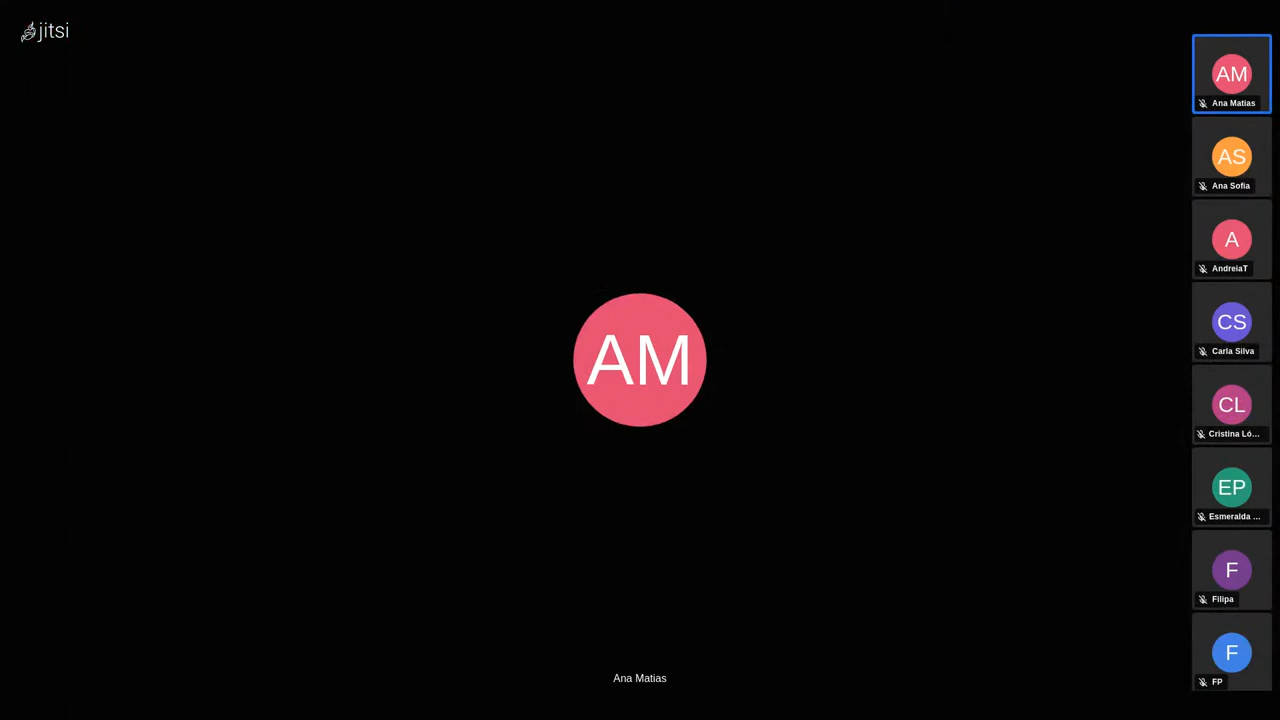 jitsi
AM
Ana Matias
AM
Ana Matias
AS
Ana Sofia
A
AndreiaT
CS
Carla Silva
CL
Cristina Ló...
EP
Esmeralda ...
F
Filipa
F
FP